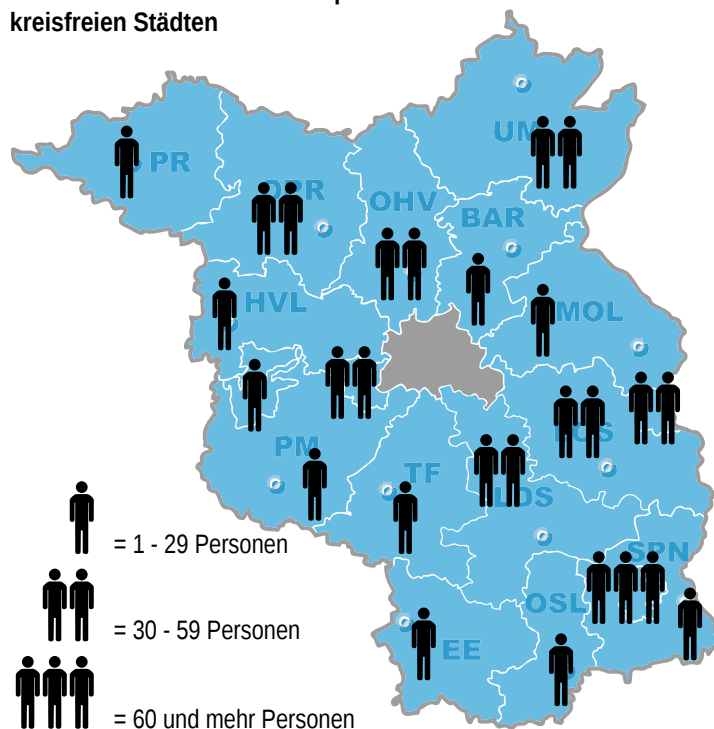 kreisfreien Städten
UM
PR
OPR
OHV
BAR
HVL
MOL
LOS
PM
TF
LDS
SPN
OSL
EE
= 1 - 29 Personen
= 30 - 59 Personen
= 60 und mehr Personen